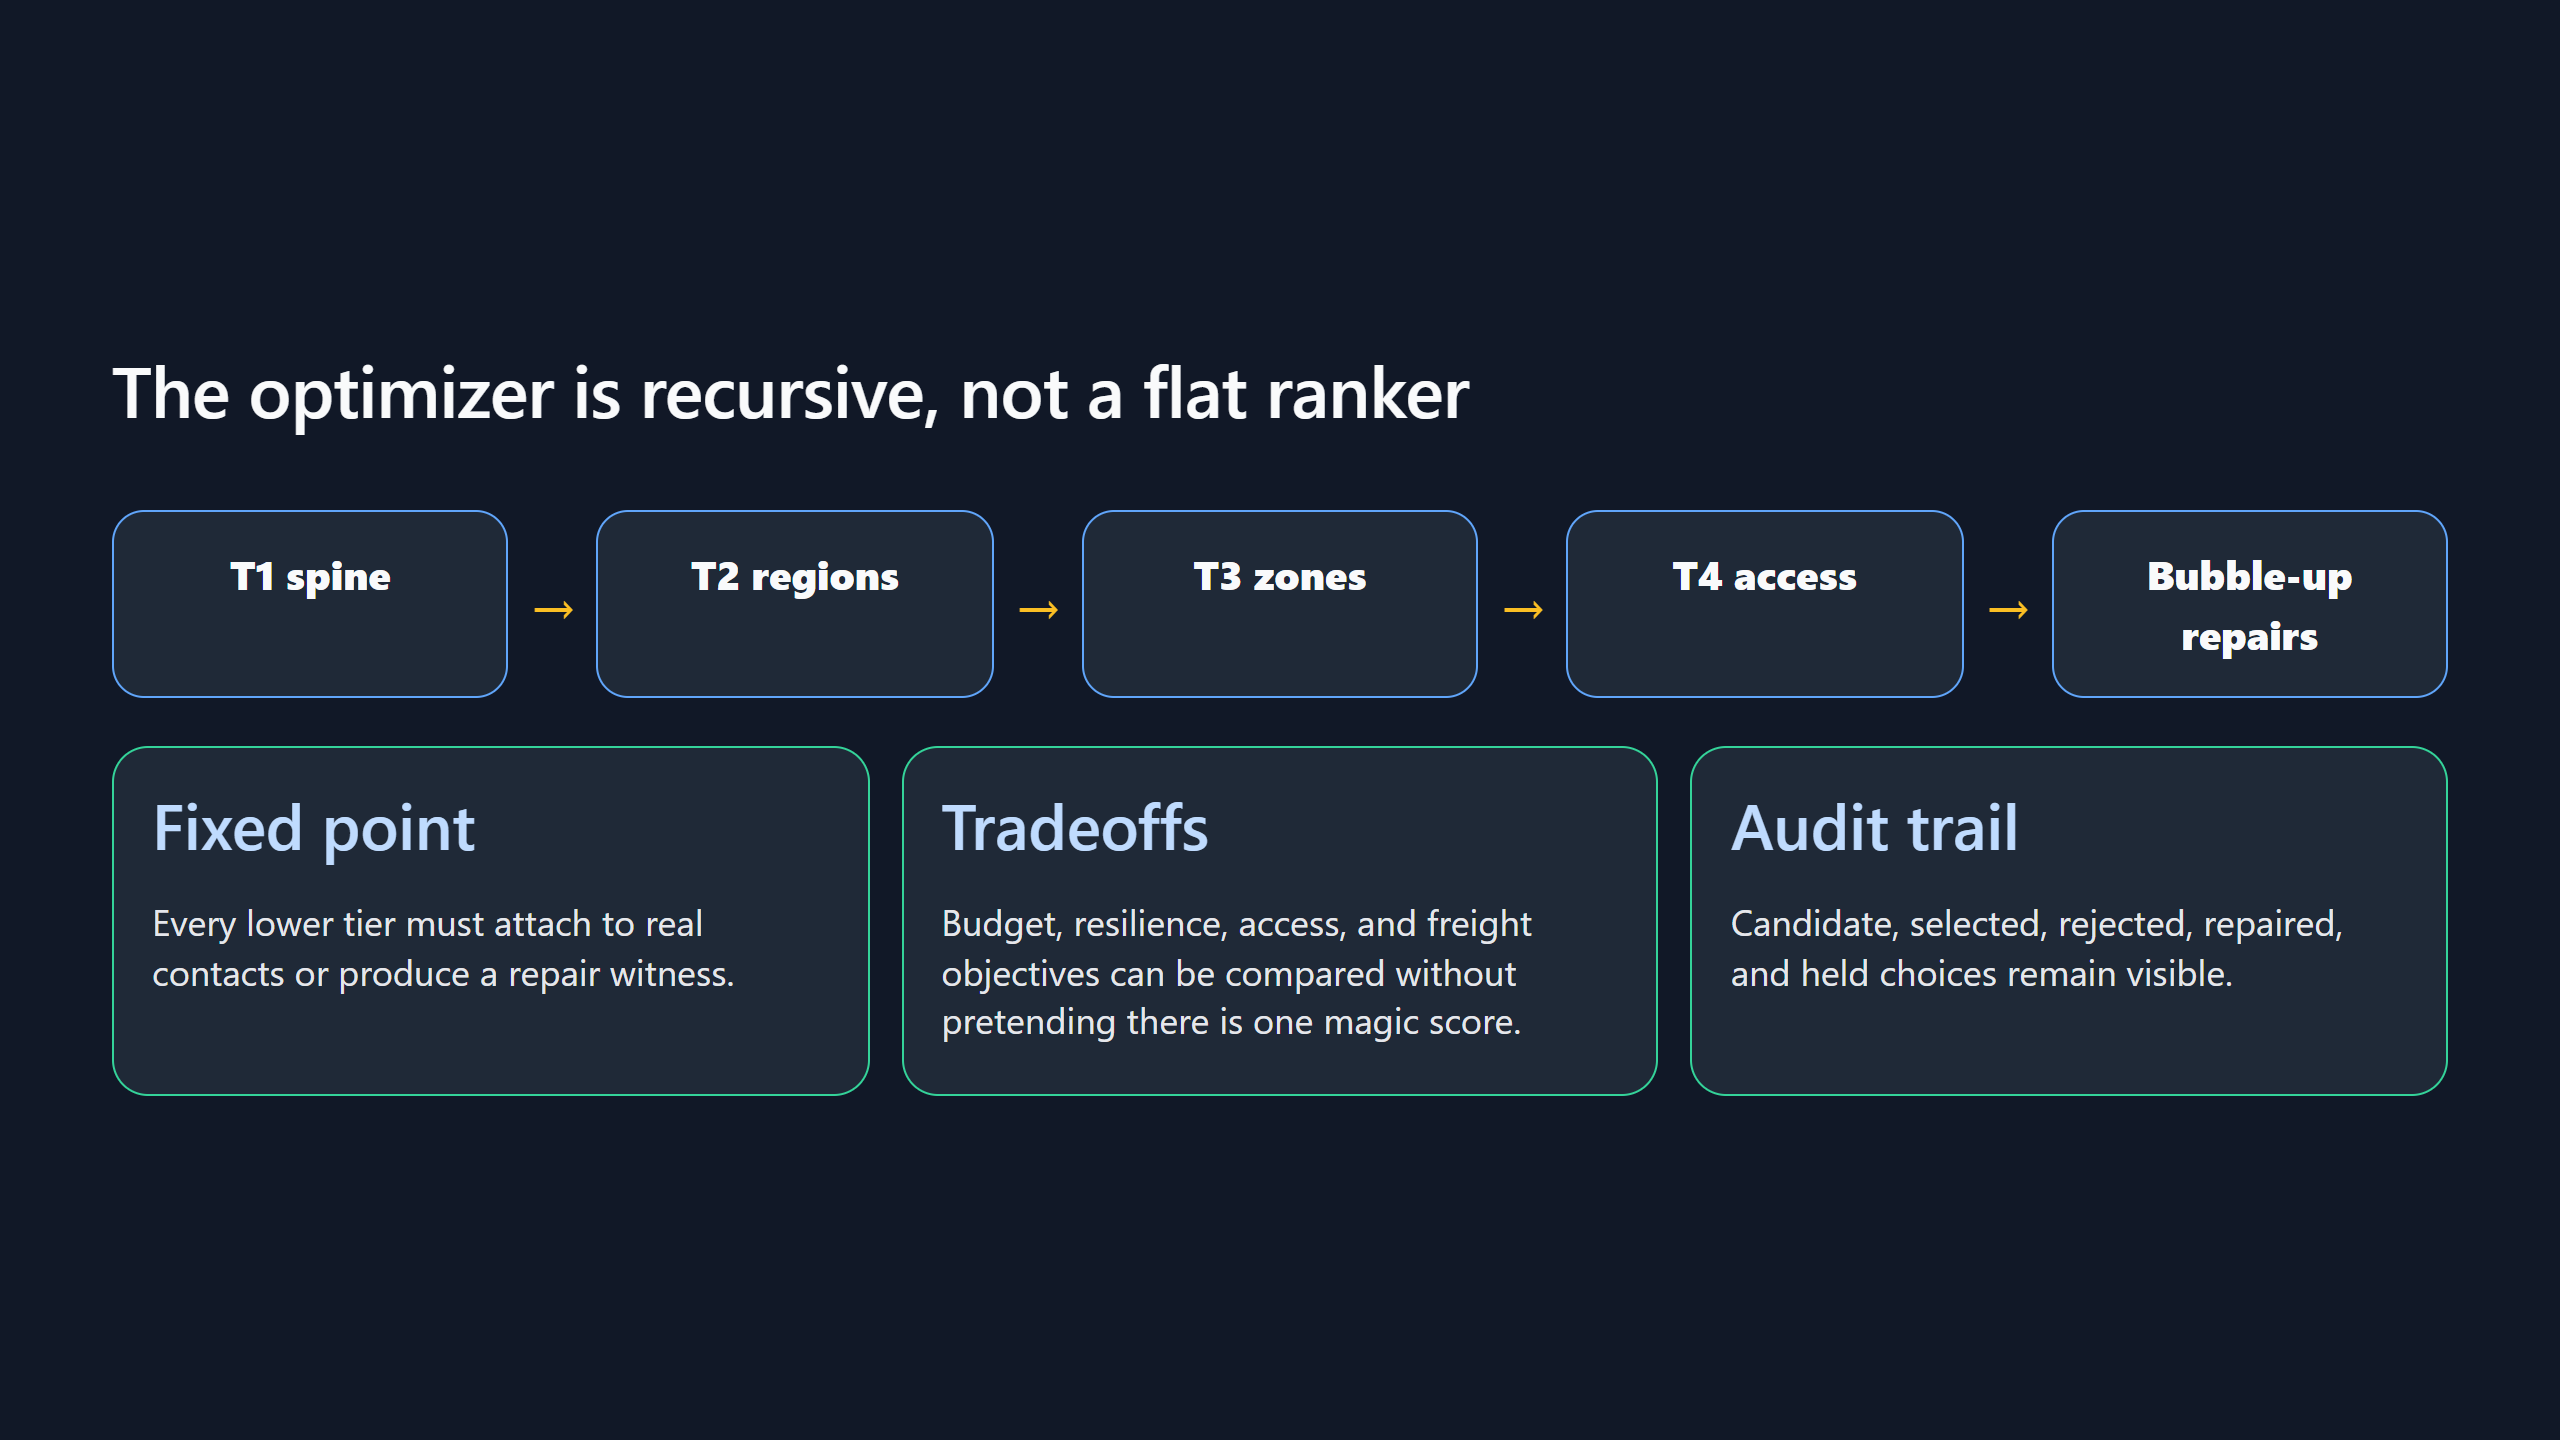 The optimizer is recursive, not a flat ranker
T1 spine
→
T2 regions
→
T3 zones
→
T4 access
→
Bubble-up
repairs
Fixed point
Every lower tier must attach to real
contacts or produce a repair witness.
Tradeoffs
Budget, resilience, access, and freight
objectives can be compared without
pretending there is one magic score.
Audit trail
Candidate, selected, rejected, repaired,
and held choices remain visible.